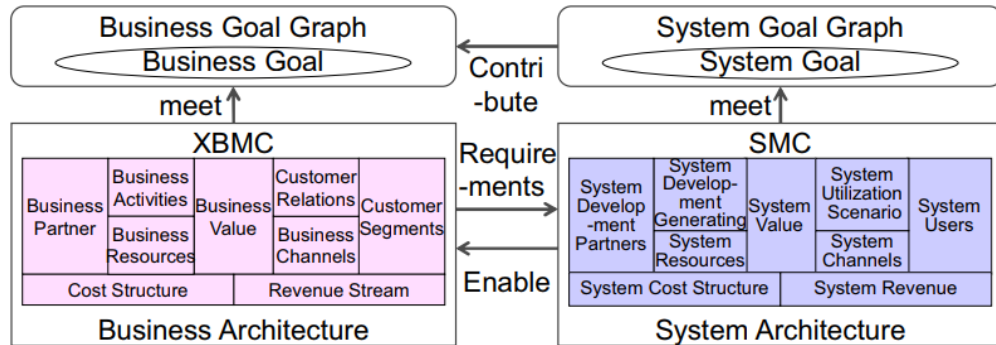 Business Goal Graph
Business Goal
System Goal Graph
System Goal
Contri
-bute
meet
meet
XBMC
Business
Partner
Business
Activities
Business
Resources
Business
Value
Customer
Relations
Business
Channels
Customer
Segments
Cost Structure
Revenue Stream
Business Architecture
Require
-ments
Enable
SMC
System
Develop
-ment
Partners
System
Develop-
ment
Generating
System
Resources
System
Value
System
Utilization
Scenario
System
Channels
System
Users
System Cost Structure
System Revenue
System Architecture